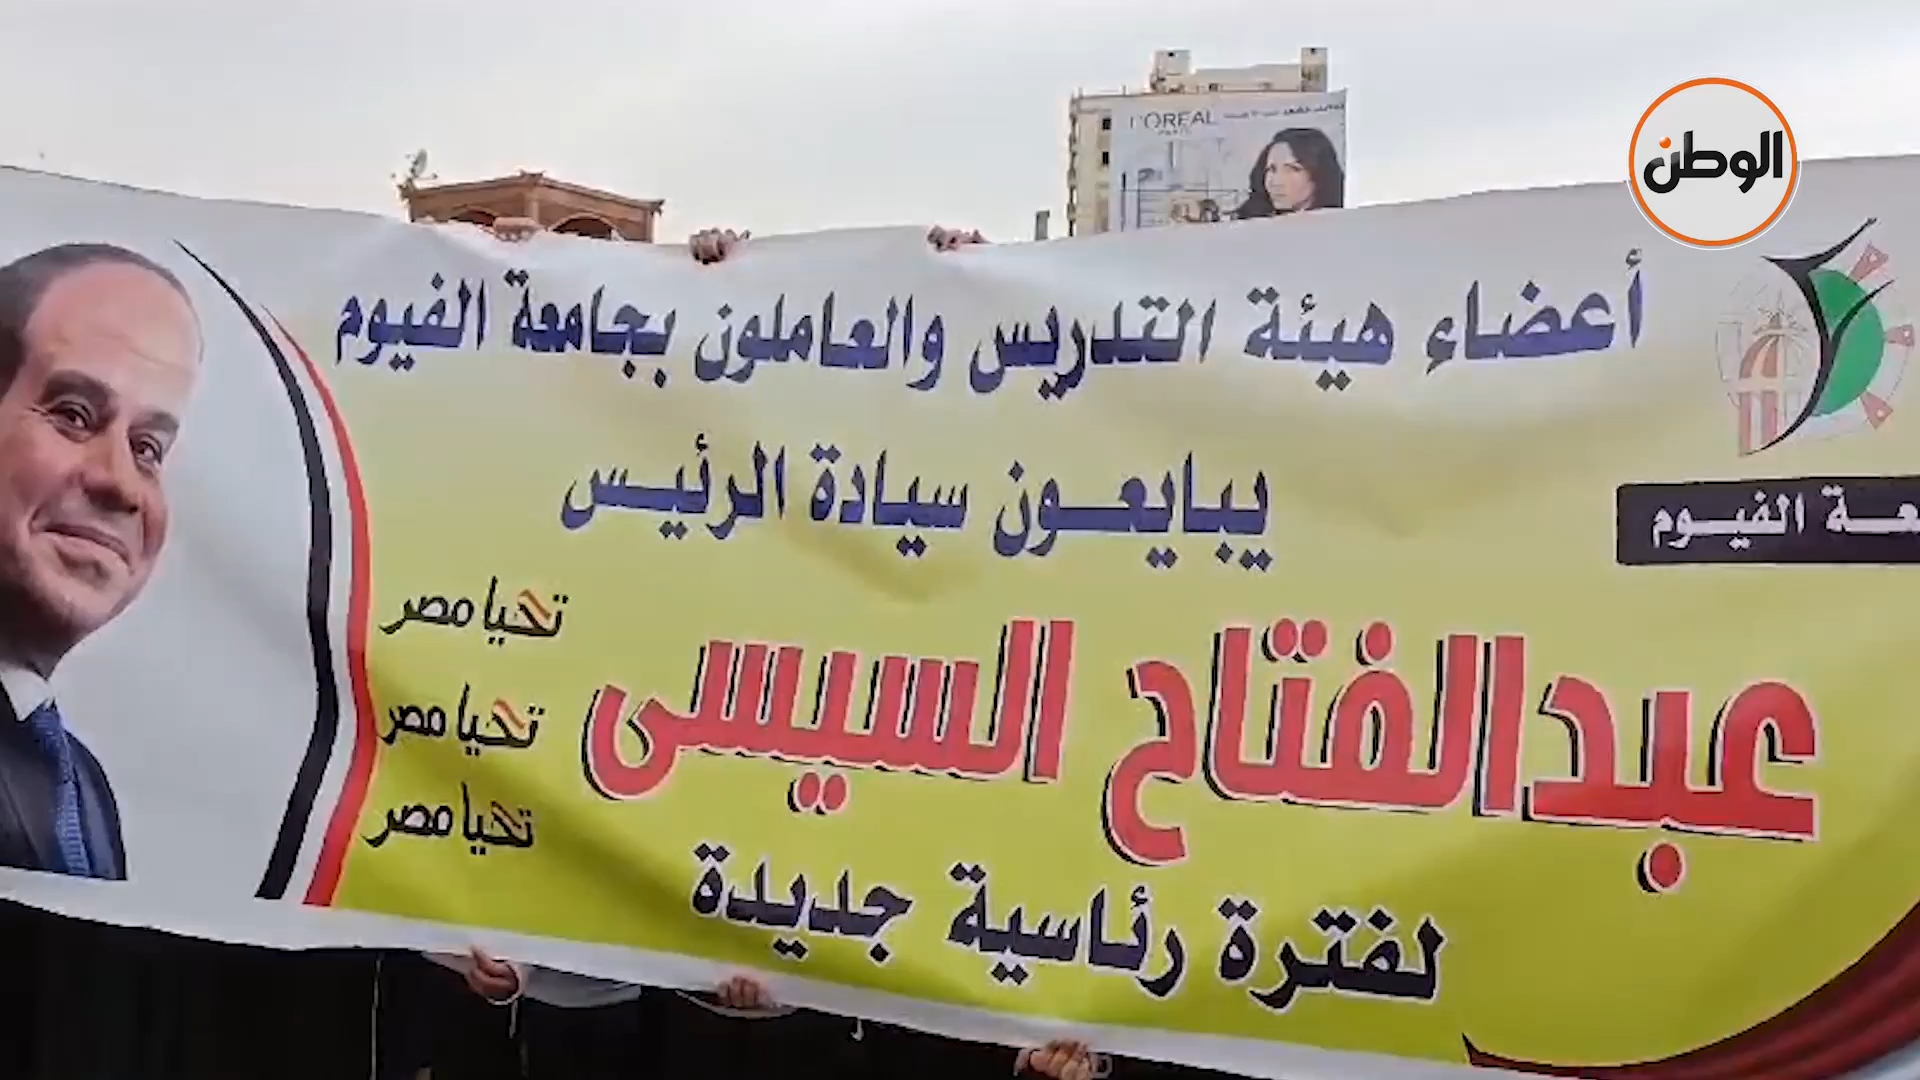 L'OREAL
PARIS
الوطن
أعضاء هيئة التدريس والعاملون بجامعة الفيوم
يبايعون سيادة الرئيس
عبدالفتاح السيسى
لفترة رئاسية جديدة
تحيا مصر
تحيا مصر
تحيا مصر
الفيوم